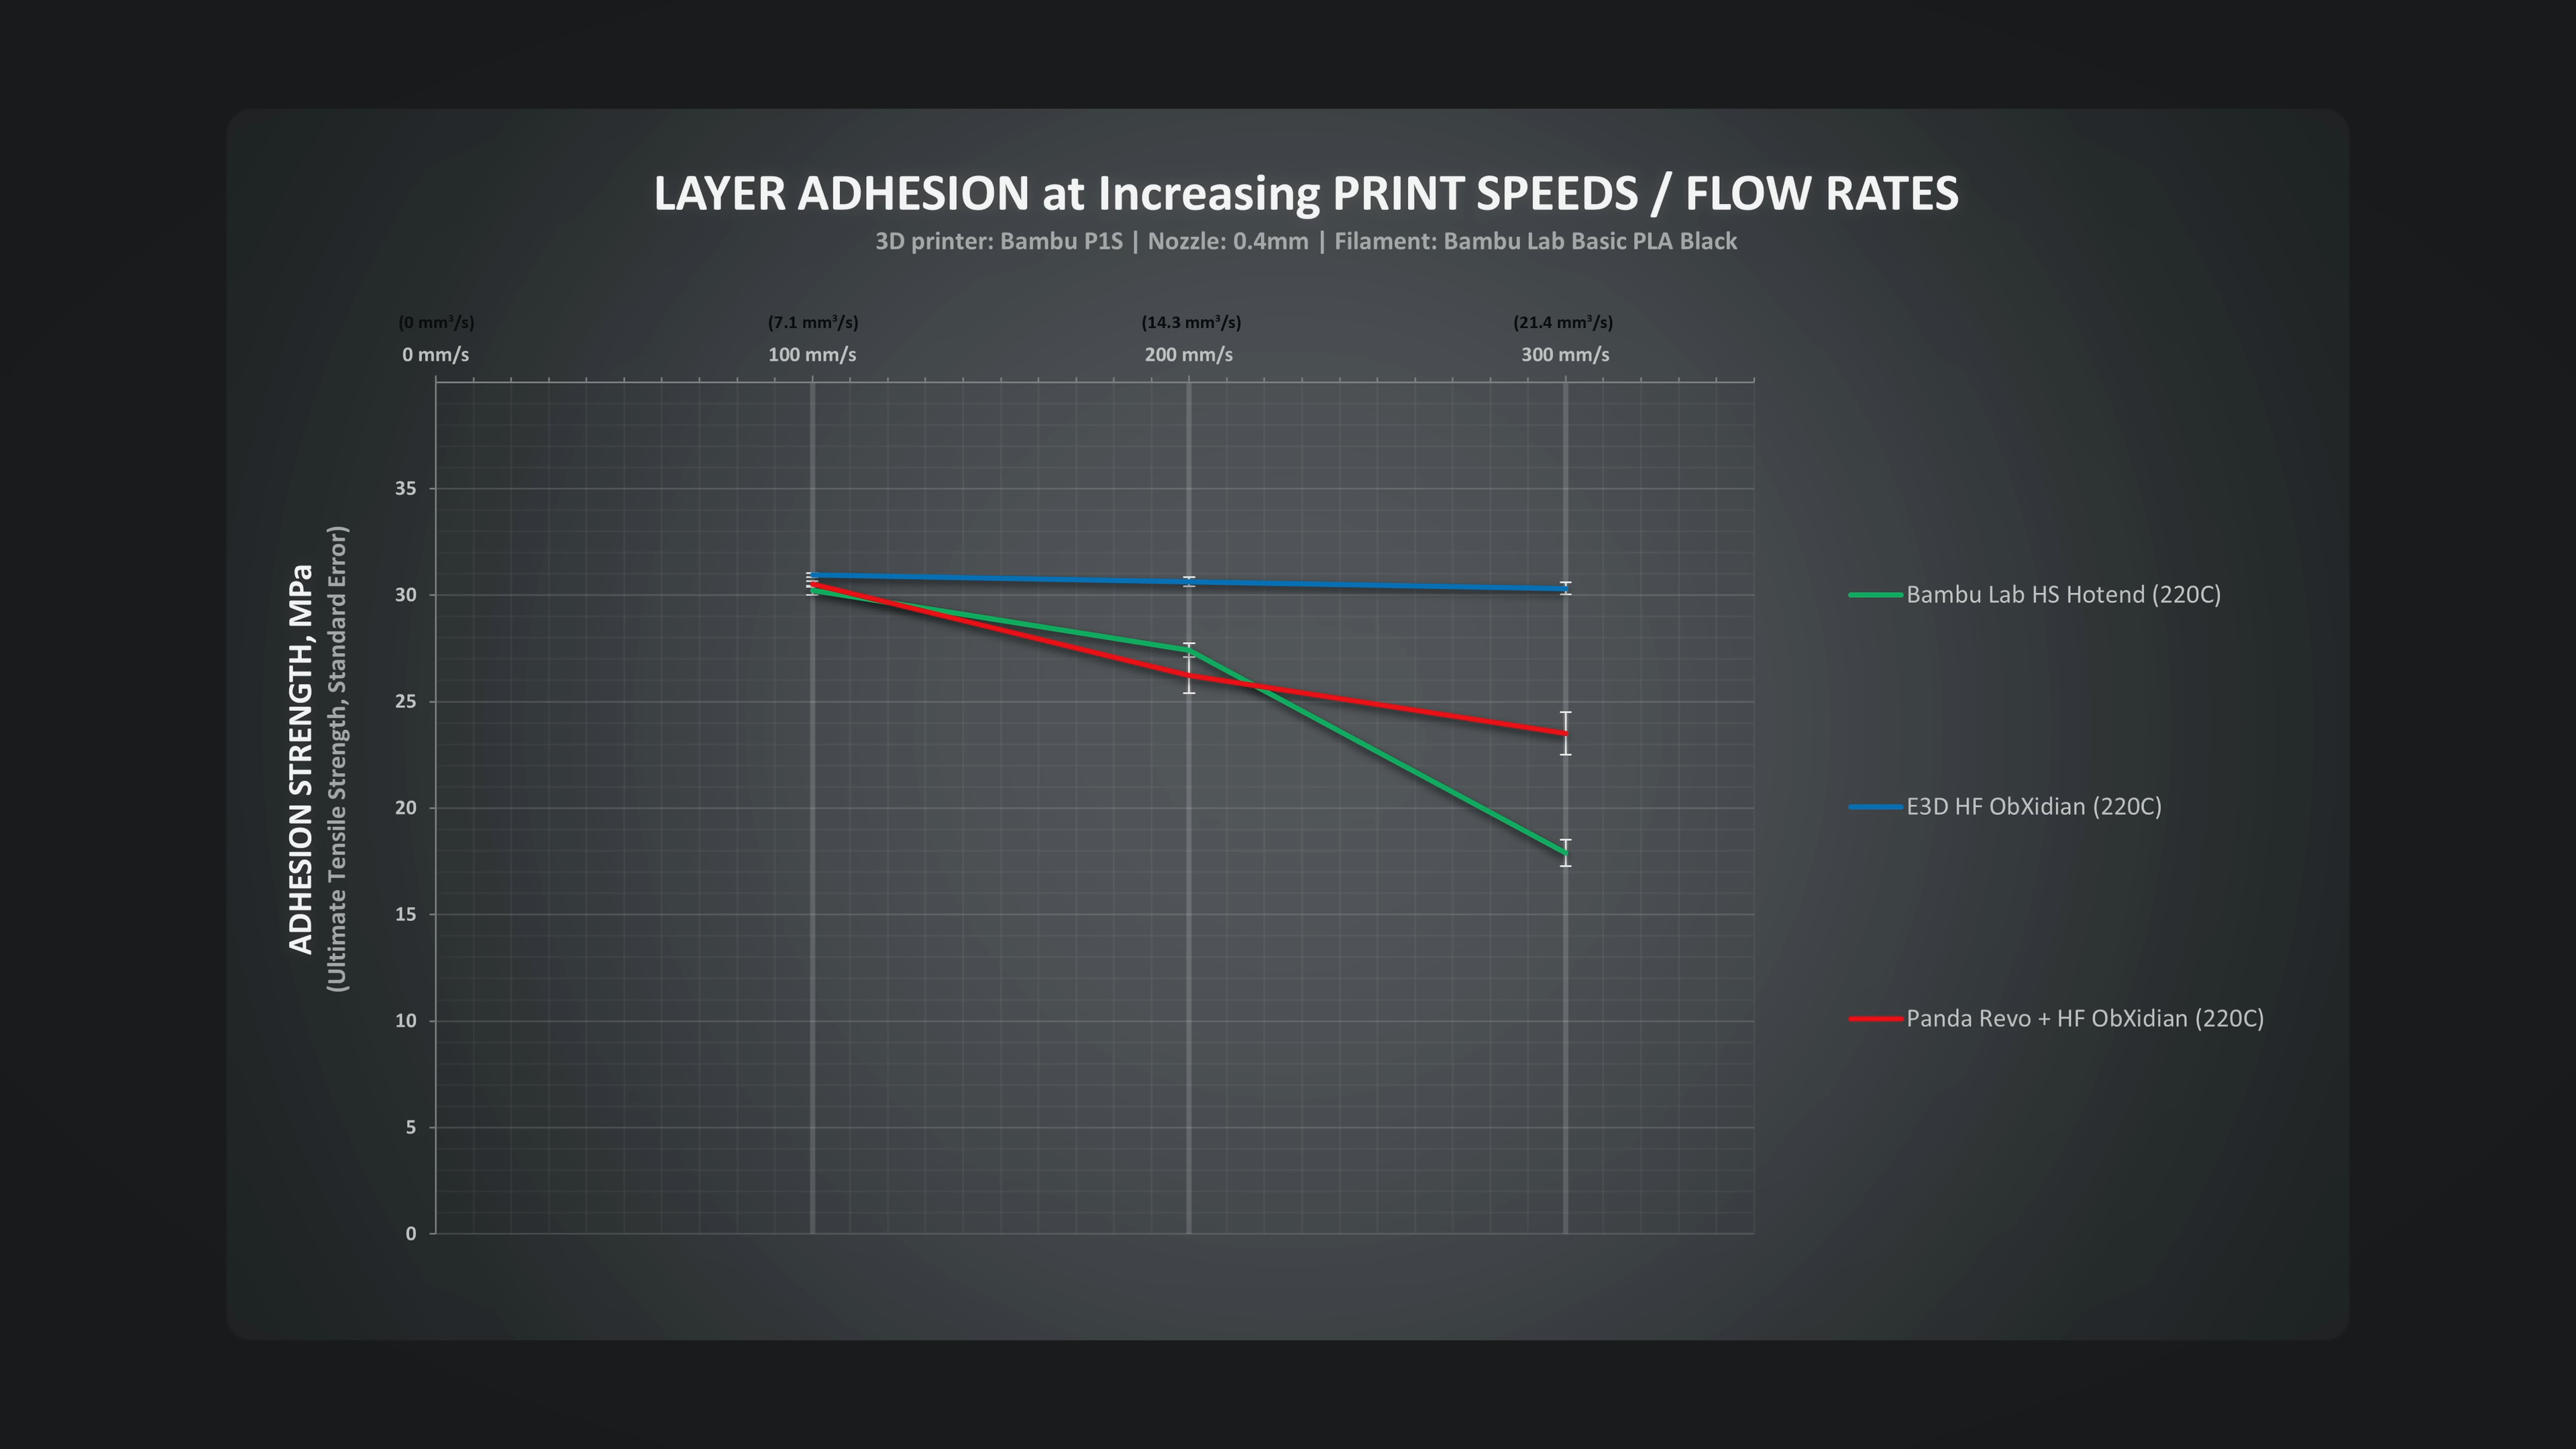 LAYER ADHESION at Increasing PRINT SPEEDS / FLOW RATES
3D printer: Bambu P1S | Nozzle: 0.4mm | Filament: Bambu Lab Basic PLA Black
(0 mm³/s)
(7.1 mm³/s)
(14.3 mm³/s)
(21.4 mm³/s)
0 mm/s
100 mm/s
200 mm/s
300 mm/s
ADHESION STRENGTH, MPa
(Ultimate Tensile Strength, Standard Error)
35
30
25
20
15
10
5
0
Bambu Lab HS Hotend (220C)
E3D HF ObXidian (220C)
Panda Revo + HF ObXidian (220C)